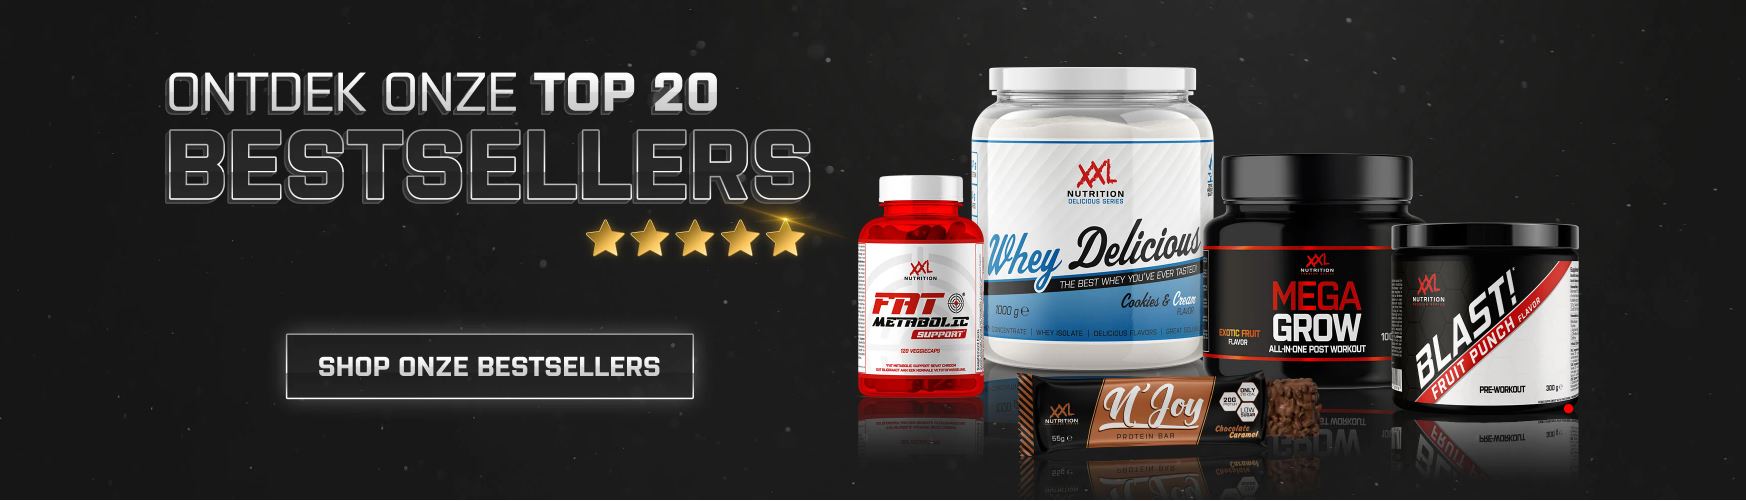 ONTDEK ONZE TOP 20
BESTSELLERS
SHOP ONZE BESTSELLERS
XXL
NUTRITION
FAT
METABOLIC
SUPPORT
120 VEGGIECAPS
XXL
NUTRITION
DELICIOUS SERIES
Whey Delicious
THE BEST WHEY YOU'VE EVER TASTED!
Cookies & Cream
FLAVOR
1000 g e
WHEY ISOLATE | DELICIOUS FLAVORS | GREAT
XXL
NUTRITION
MEGA
GROW
EXOTIC FRUIT
FLAVOR
ALL-IN-ONE POST WORKOUT
XXL
NUTRITION
BLAST!
FRUIT PUNCH FLAVOR
PRE-WORKOUT
300 g e
XXL
NUTRITION
55g e
N'Joy
PROTEIN BAR
20G
ONLY
LOW
SUGAR
Chocolate
Caramel